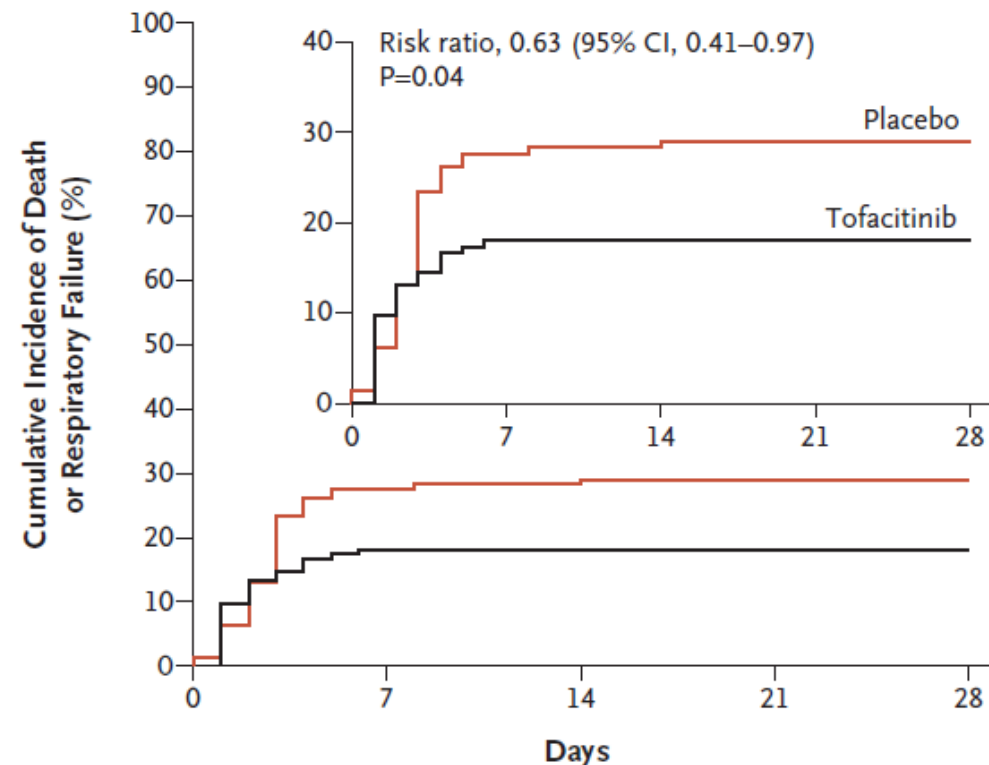 Cumulative Incidence of Death
or Respiratory Failure (%)
100
90
80
70
60
50
40
30
20
10
0
0 7 14 21 28
Days
Risk ratio, 0.63 (95% CI, 0.41–0.97)
P=0.04
40
30
20
10
0
0 7 14 21 28
Placebo
Tofacitinib